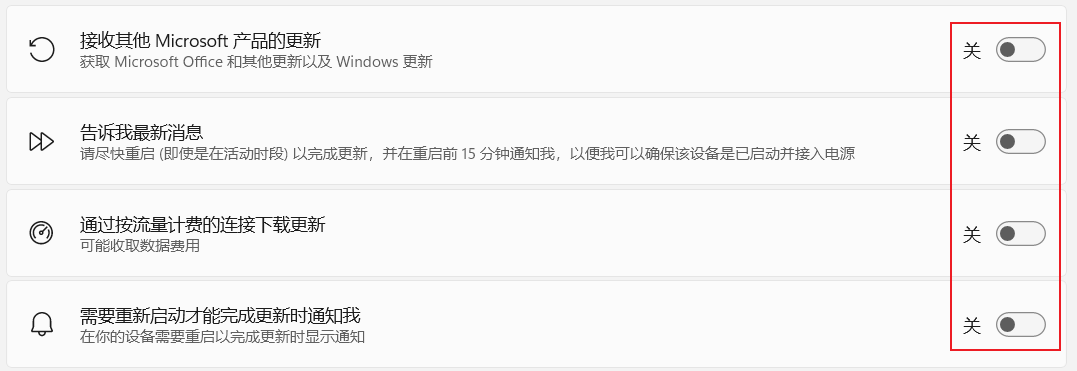 接收其他 Microsoft 产品的更新
获取 Microsoft Office 和其他更新以及 Windows 更新
关
告诉我最新消息
请尽快重启 (即使是在活动时段) 以完成更新，并在重启前 15 分钟通知我，以便我可以确保该设备是已启动并接入电源
关
通过按流量计费的连接下载更新
可能收取数据费用
关
需要重新启动才能完成更新时通知我
在你的设备需要重启以完成更新时显示通知
关